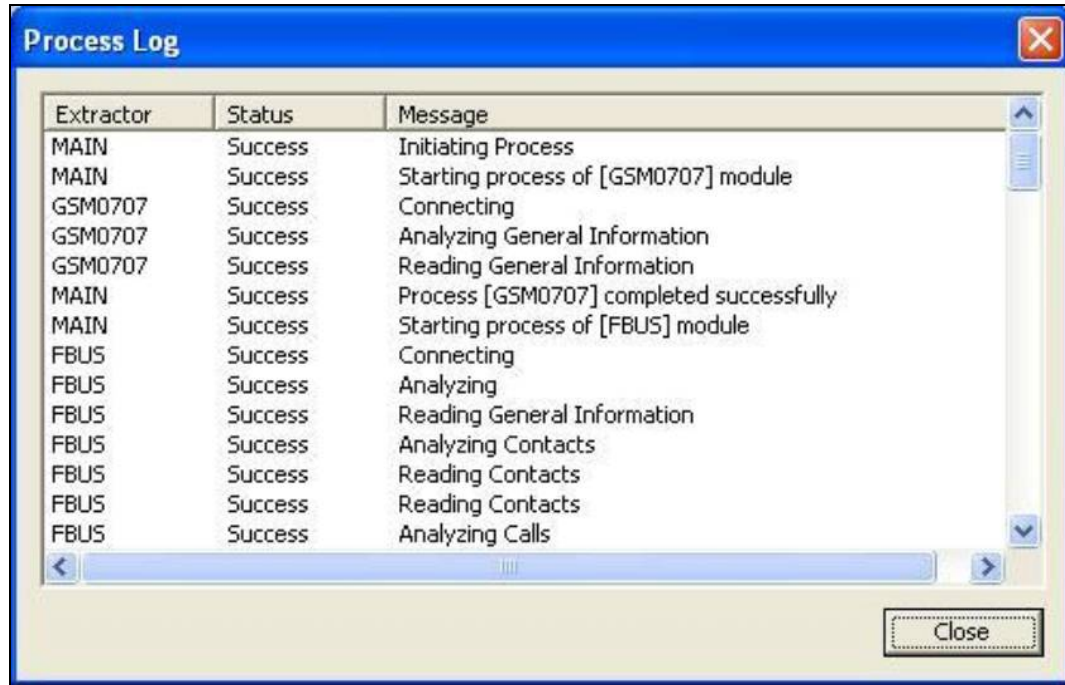 Process Log
Extractor Status Message
MAIN Success Initiating Process
MAIN Success Starting process of [GSM0707] module
GSM0707 Success Connecting
GSM0707 Success Analyzing General Information
GSM0707 Success Reading General Information
MAIN Success Process [GSM0707] completed successfully
MAIN Success Starting process of [FBUS] module
FBUS Success Connecting
FBUS Success Analyzing
FBUS Success Reading General Information
FBUS Success Analyzing Contacts
FBUS Success Reading Contacts
FBUS Success Reading Contacts
FBUS Success Analyzing Calls
Close